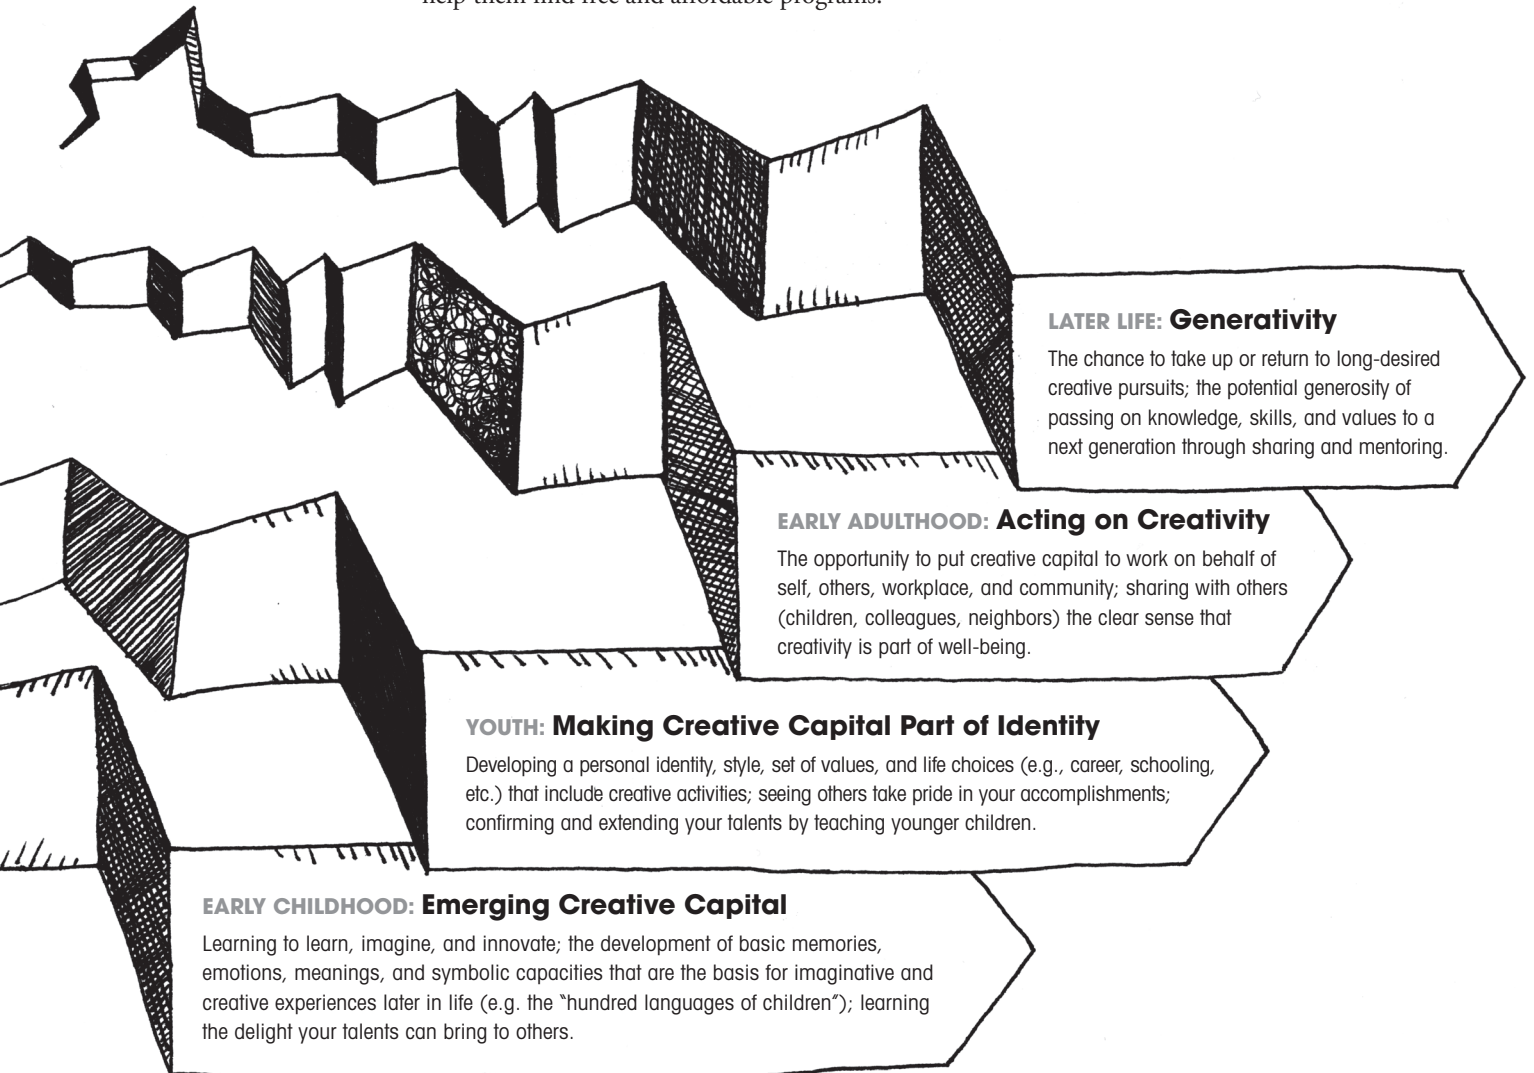 help them find free and affordable programs.
LATER LIFE: Generativity
The chance to take up or return to long-desired
creative pursuits; the potential generosity of
passing on knowledge, skills, and values to a
next generation through sharing and mentoring.
EARLY ADULTHOOD: Acting on Creativity
The opportunity to put creative capital to work on behalf of
self, others, workplace, and community; sharing with others
(children, colleagues, neighbors) the clear sense that
creativity is part of well-being.
YOUTH: Making Creative Capital Part of Identity
Developing a personal identity, style, set of values, and life choices (e.g., career, schooling,
etc.) that include creative activities; seeing others take pride in your accomplishments;
confirming and extending your talents by teaching younger children.
EARLY CHILDHOOD: Emerging Creative Capital
Learning to learn, imagine, and innovate; the development of basic memories,
emotions, meanings, and symbolic capacities that are the basis for imaginative and
creative experiences later in life (e.g. the “hundred languages of children”); learning
the delight your talents can bring to others.